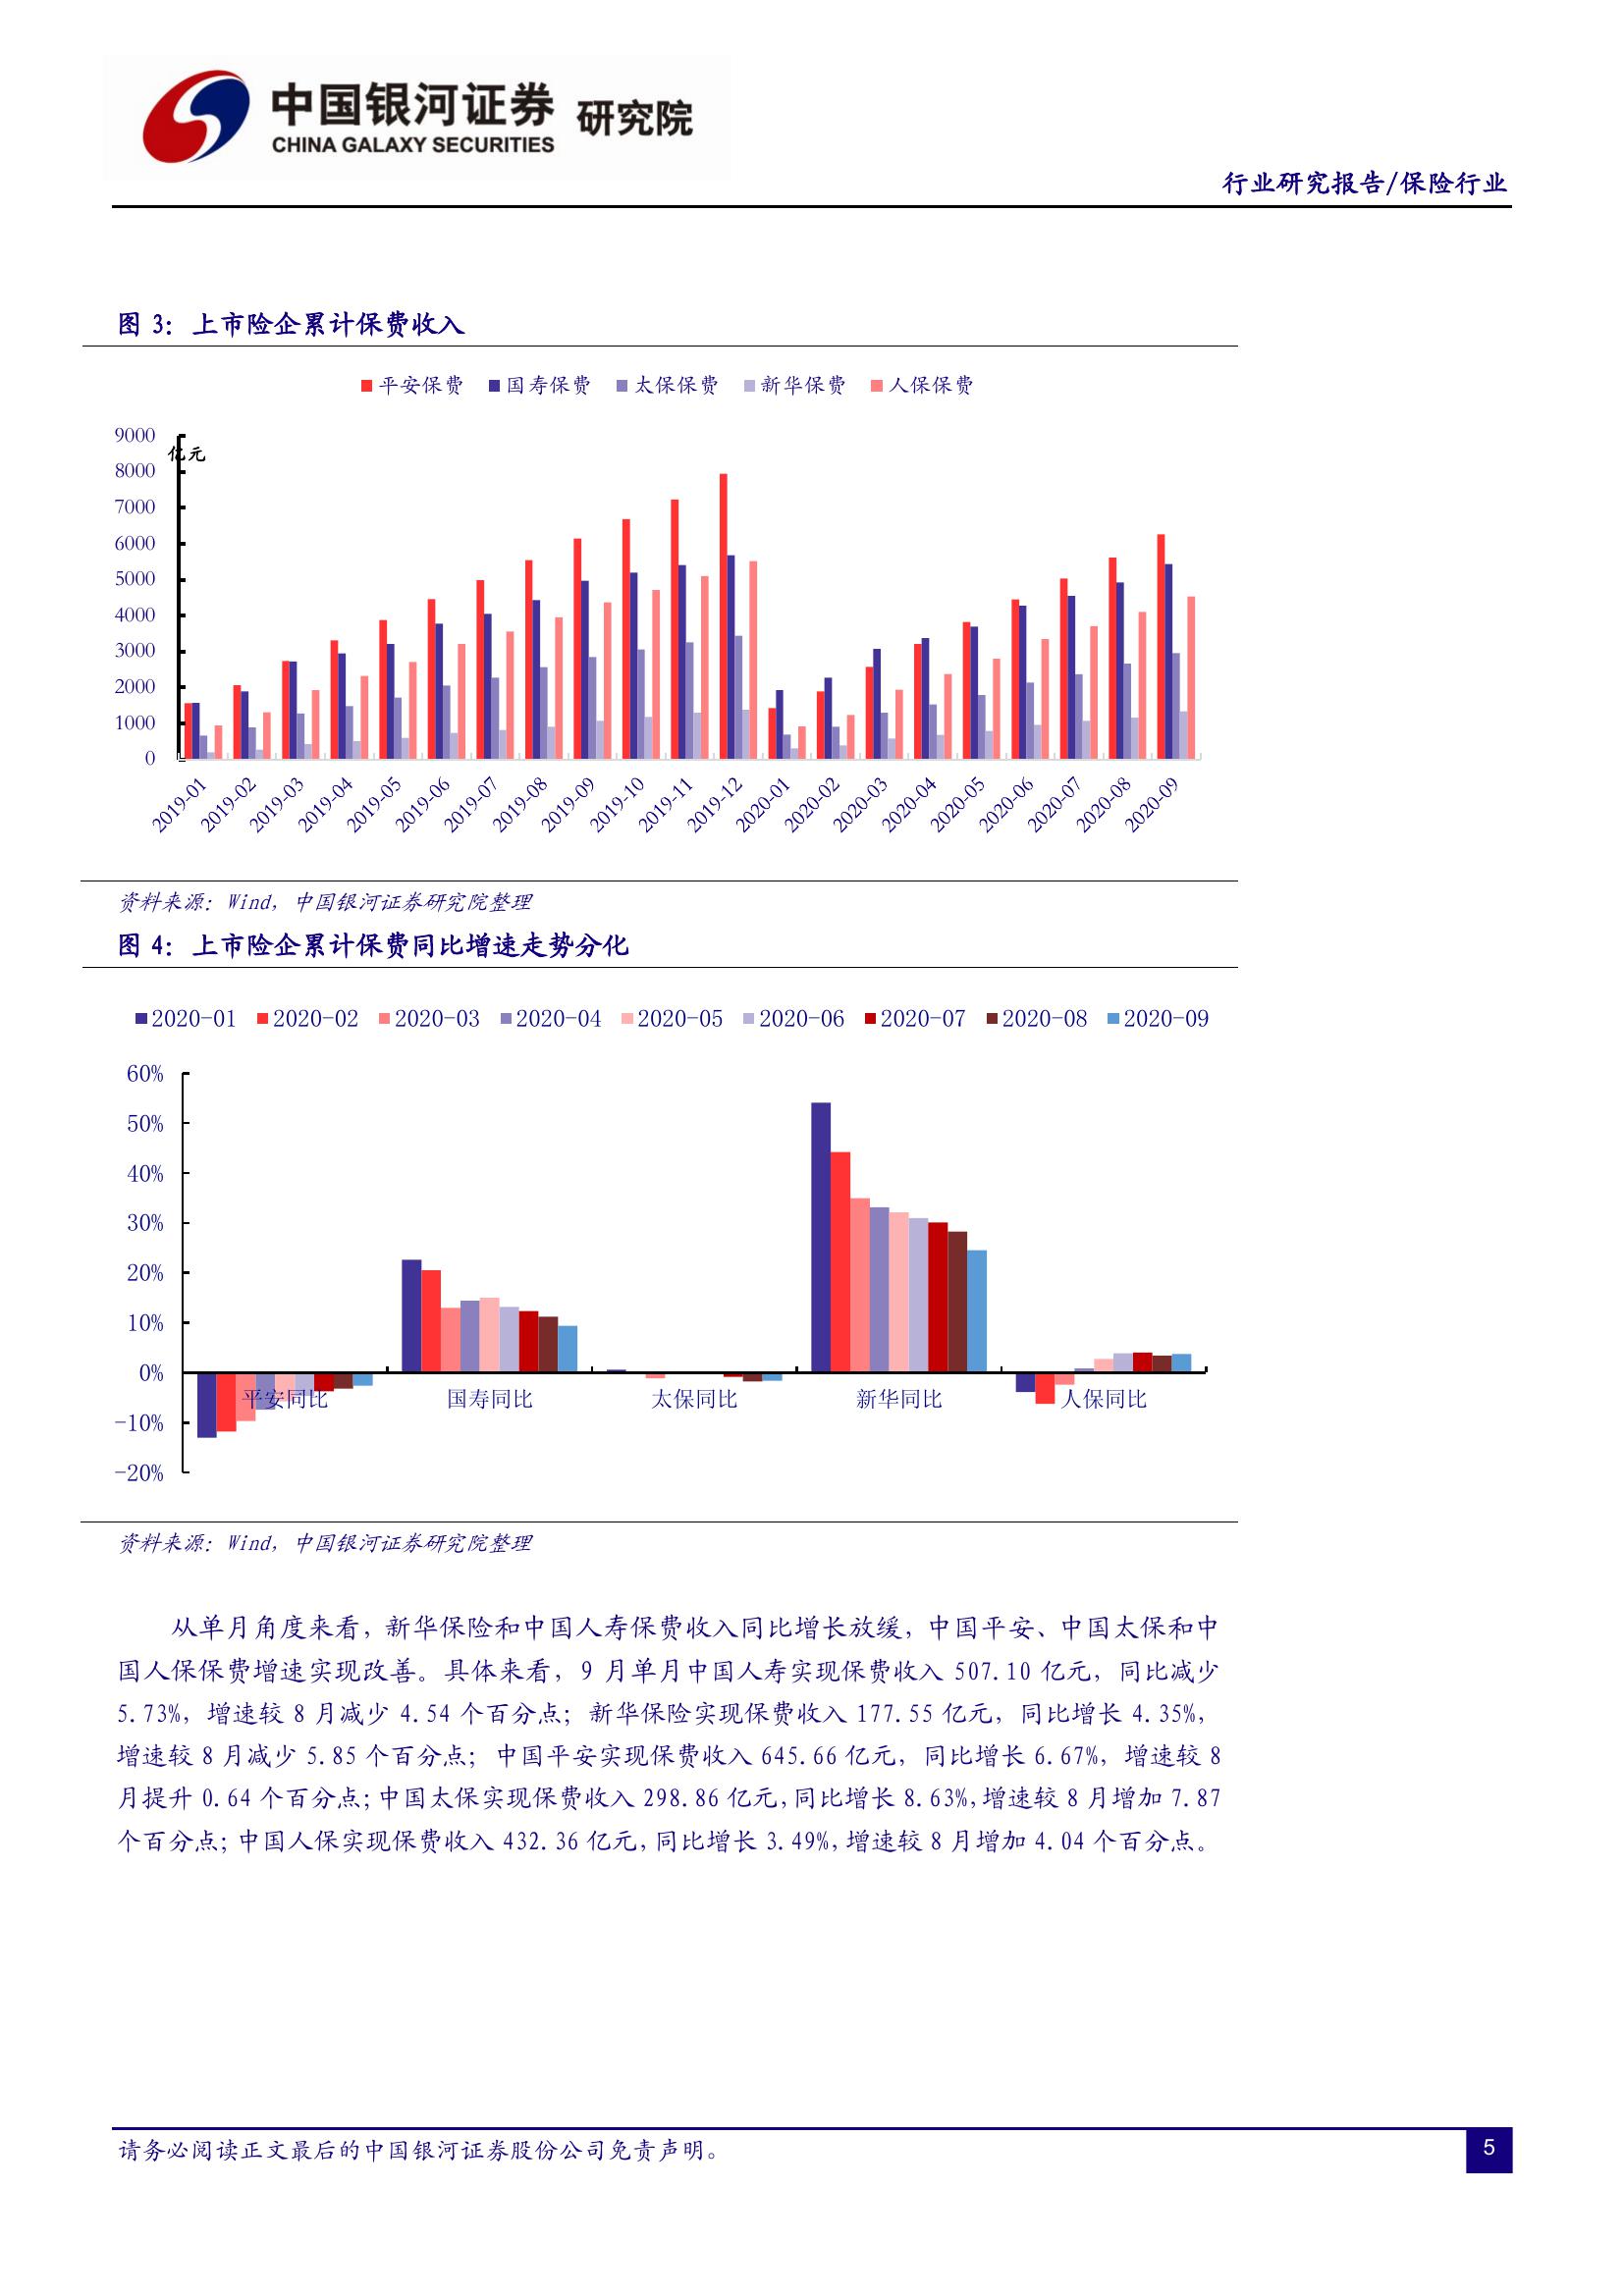 中国银河证券 研究院
CHINA GALAXY SECURITIES
行业研究报告/保险行业
图 3：上市险企累计保费收入
平安保费 国寿保费 太保保费 新华保费 人保保费
亿元
9000
8000
7000
6000
5000
4000
3000
2000
1000
0
2019-01 2019-02 2019-03 2019-04 2019-05 2019-06 2019-07 2019-08 2019-09 2019-10 2019-11 2019-12 2020-01 2020-02 2020-03 2020-04 2020-05 2020-06 2020-07 2020-08 2020-09
资料来源：Wind，中国银河证券研究院整理
图 4：上市险企累计保费同比增速走势分化
2020-01 2020-02 2020-03 2020-04 2020-05 2020-06 2020-07 2020-08 2020-09
60%
50%
40%
30%
20%
10%
0%
-10%
-20%
平安同比 国寿同比 太保同比 新华同比 人保同比
资料来源：Wind，中国银河证券研究院整理
从单月角度来看，新华保险和中国人寿保费收入同比增长放缓，中国平安、中国太保和中
国人保保费增速实现改善。具体来看，9 月单月中国人寿实现保费收入 507.10 亿元，同比减少
5.73%，增速较 8 月减少 4.54 个百分点；新华保险实现保费收入 177.55 亿元，同比增长 4.35%，
增速较 8 月减少 5.85 个百分点；中国平安实现保费收入 645.66 亿元，同比增长 6.67%，增速较 8
月提升 0.64 个百分点；中国太保实现保费收入 298.86 亿元，同比增长 8.63%，增速较 8 月增加 7.87
个百分点；中国人保实现保费收入 432.36 亿元，同比增长 3.49%，增速较 8 月增加 4.04 个百分点。
请务必阅读正文最后的中国银河证券股份公司免责声明。
5